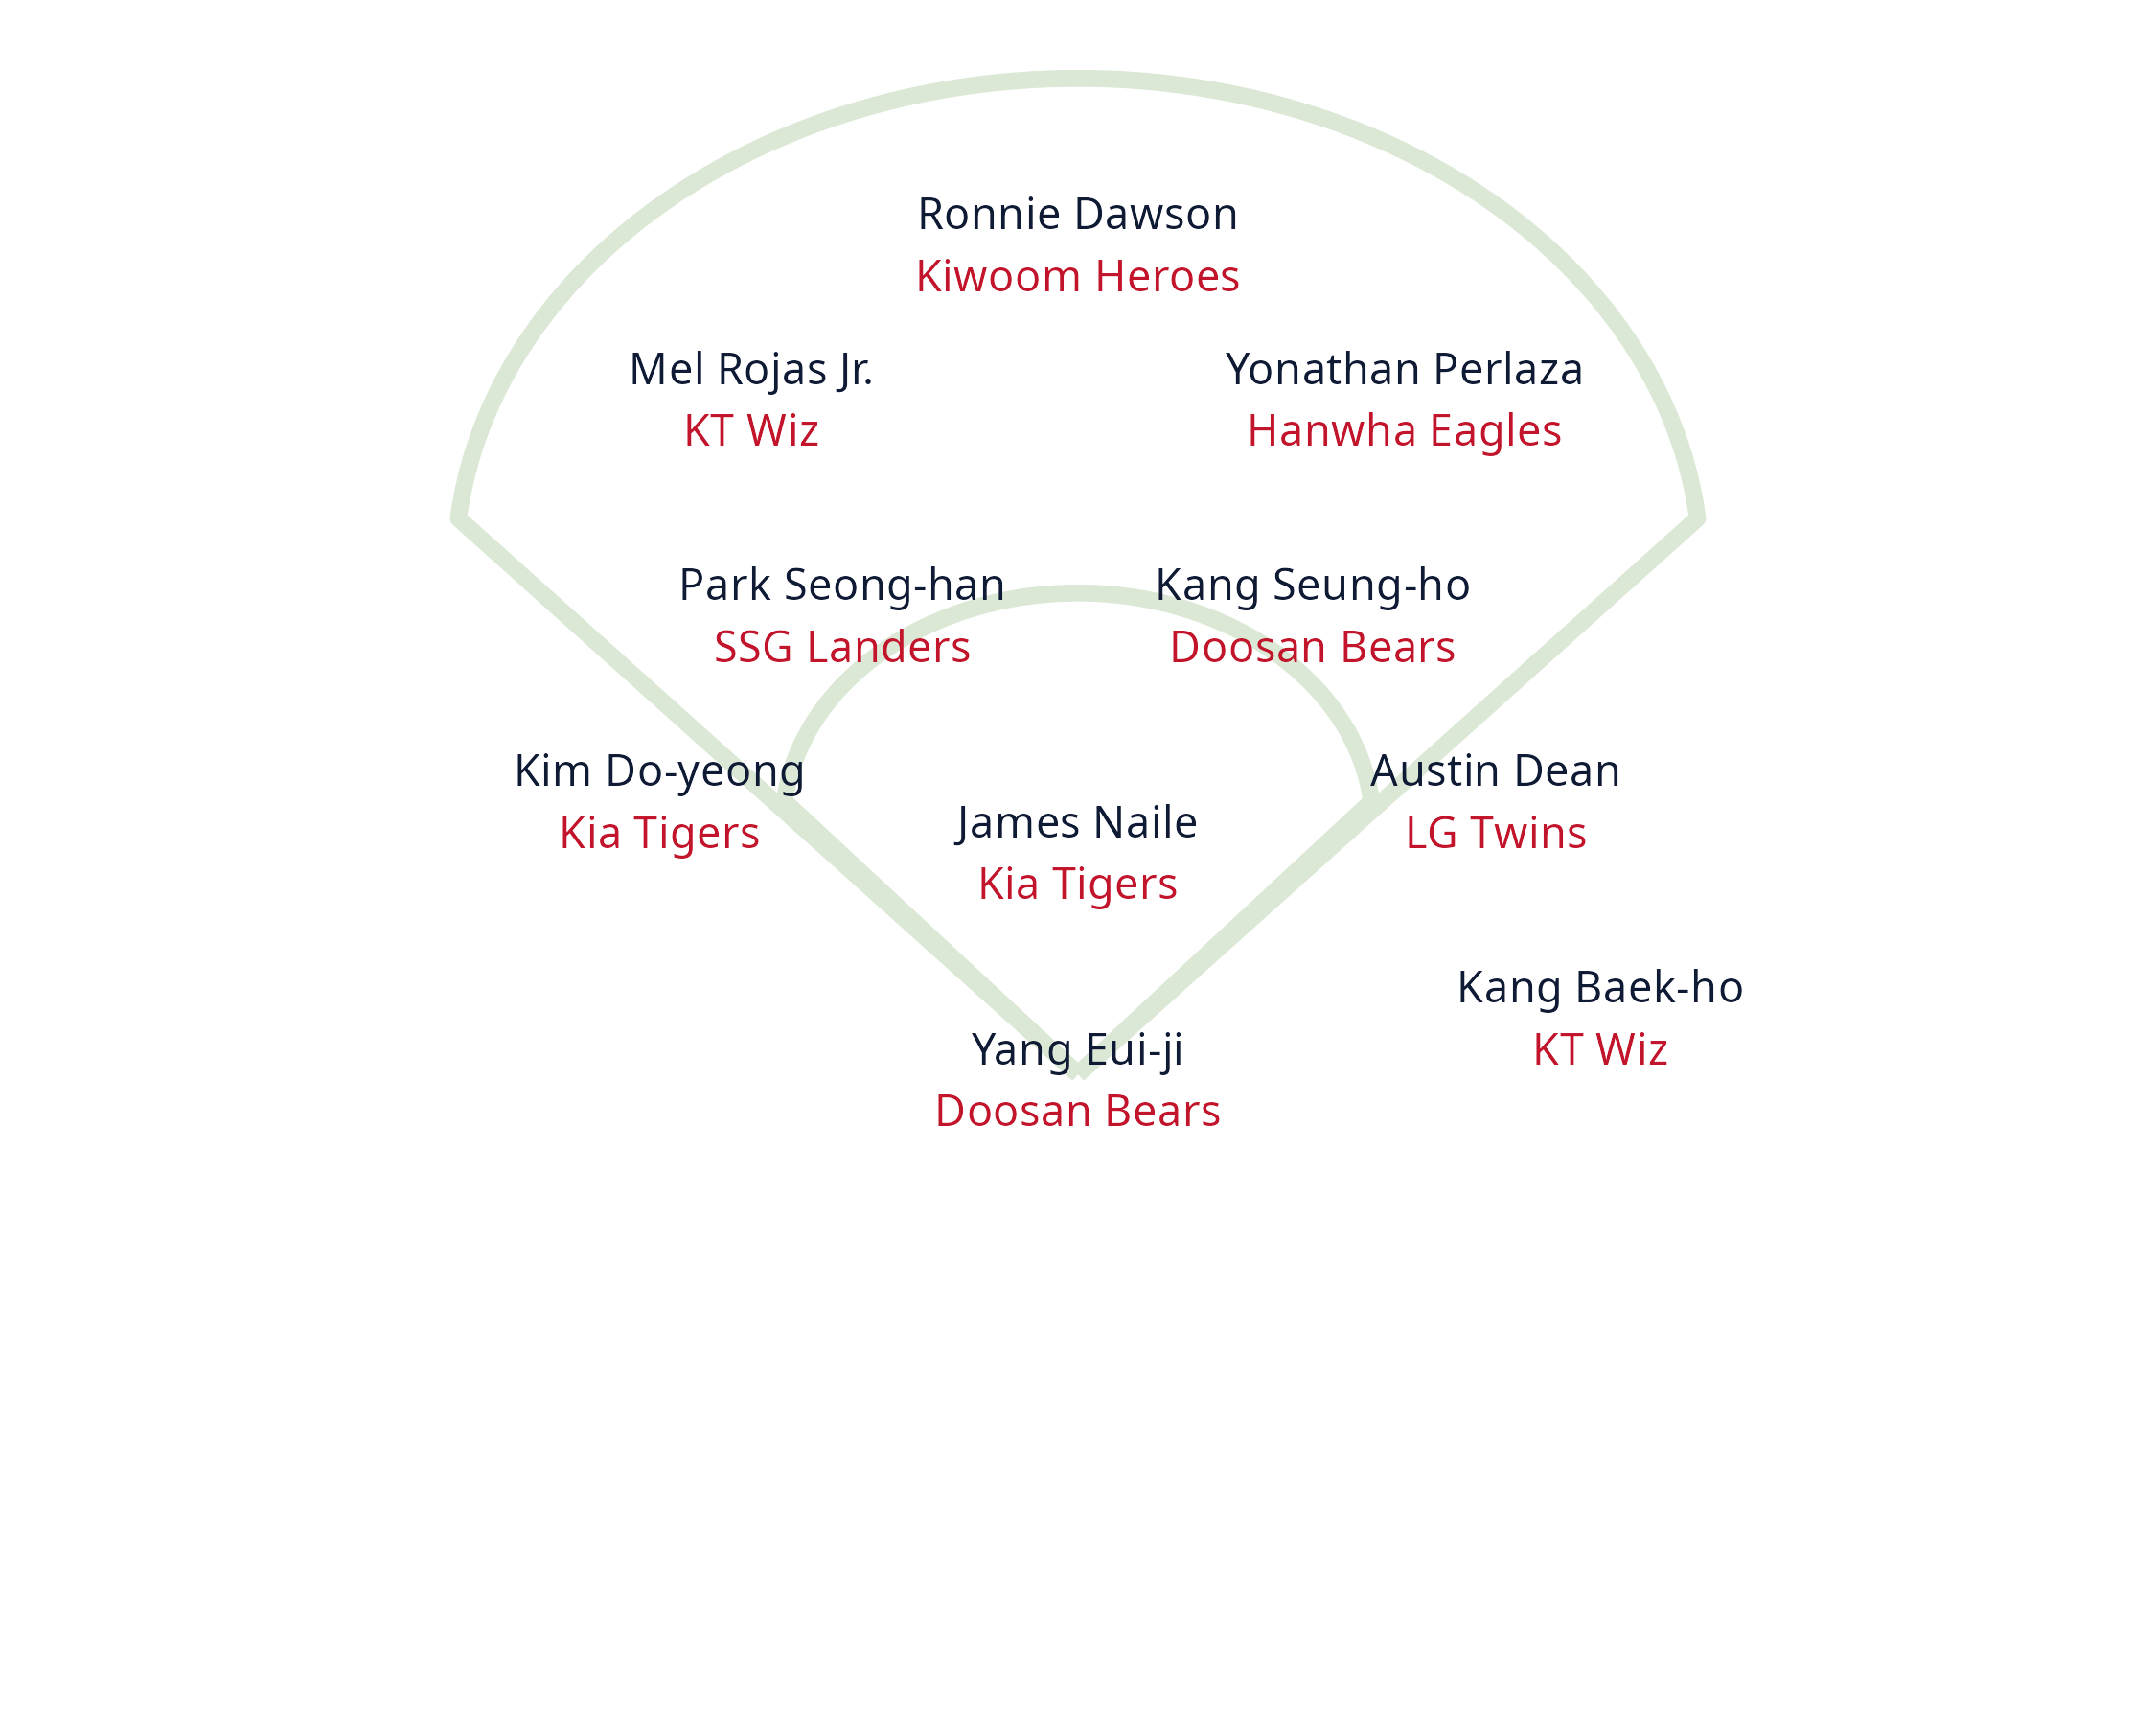 Ronnie Dawson
Kiwoom Heroes
Mel Rojas Jr.
KT Wiz
Yonathan Perlaza
Hanwha Eagles
Park Seong-han
SSG Landers
Kang Seung-ho
Doosan Bears
Kim Do-yeong
Kia Tigers
Austin Dean
LG Twins
James Naile
Kia Tigers
Kang Baek-ho
KT Wiz
Yang Eui-ji
Doosan Bears